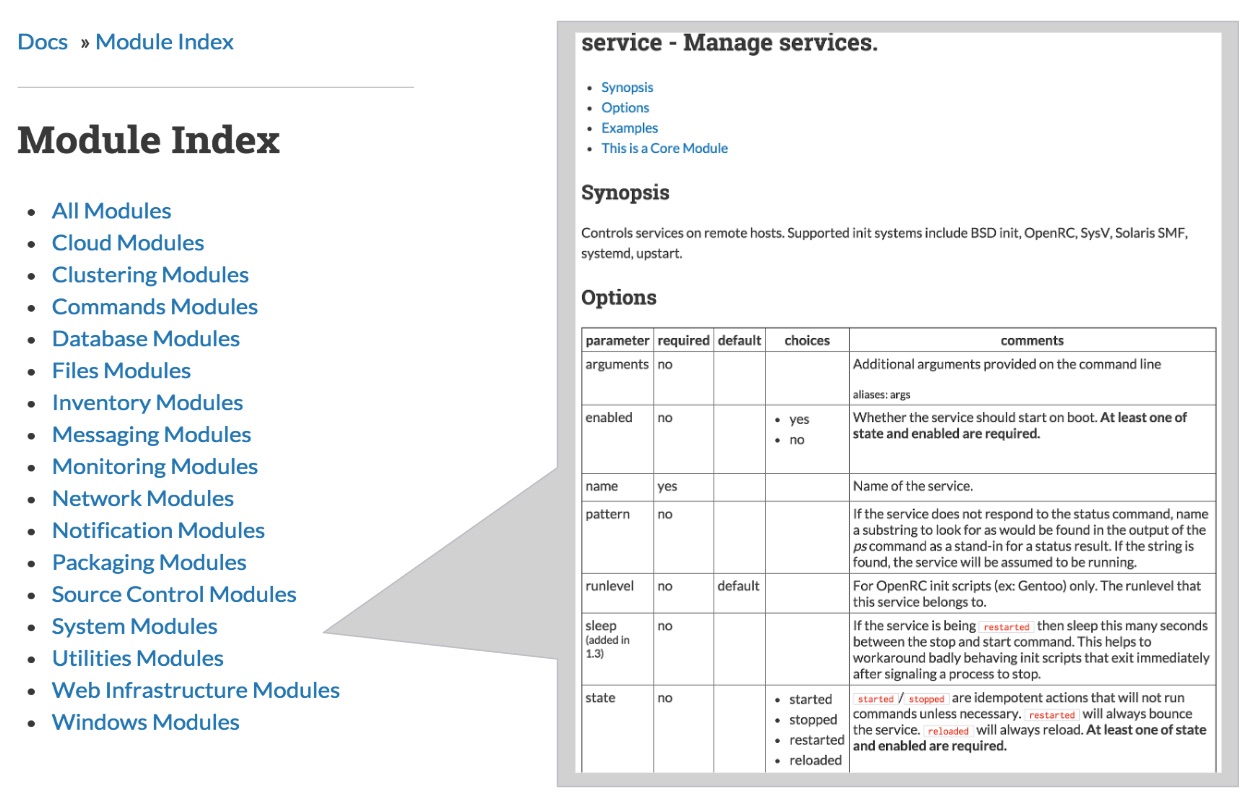 Docs » Module Index
Module Index
• All Modules
• Cloud Modules
• Clustering Modules
• Commands Modules
• Database Modules
• Files Modules
• Inventory Modules
• Messaging Modules
• Monitoring Modules
• Network Modules
• Notification Modules
• Packaging Modules
• Source Control Modules
• System Modules
• Utilities Modules
• Web Infrastructure Modules
• Windows Modules
service - Manage services.
• Synopsis
• Options
• Examples
• This is a Core Module
Synopsis
Controls services on remote hosts. Supported init systems include BSD init, OpenRC, SysV, Solaris SMF,
systemd, upstart.
Options
parameter required default choices comments
arguments no Additional arguments provided on the command line
aliases: args
enabled no • yes Whether the service should start on boot. At least one of
• no state and enabled are required.
name yes Name of the service.
pattern no If the service does not respond to the status command, name
a substring to look for as would be found in the output of the
ps command as a stand-in for a status result. If the string is
found, the service will be assumed to be running.
runlevel no default For OpenRC init scripts (ex: Gentoo) only. The runlevel that
this service belongs to.
sleep no If the service is being restarted then sleep this many seconds
(added in between the stop and start command. This helps to
1.3) workaround badly behaving init scripts that exit immediately
after signaling a process to stop.
state no • started started / stopped are idempotent actions that will not run
• stopped commands unless necessary. restarted will always bounce
• restarted the service. reloaded will always reload. At least one of state
• reloaded and enabled are required.